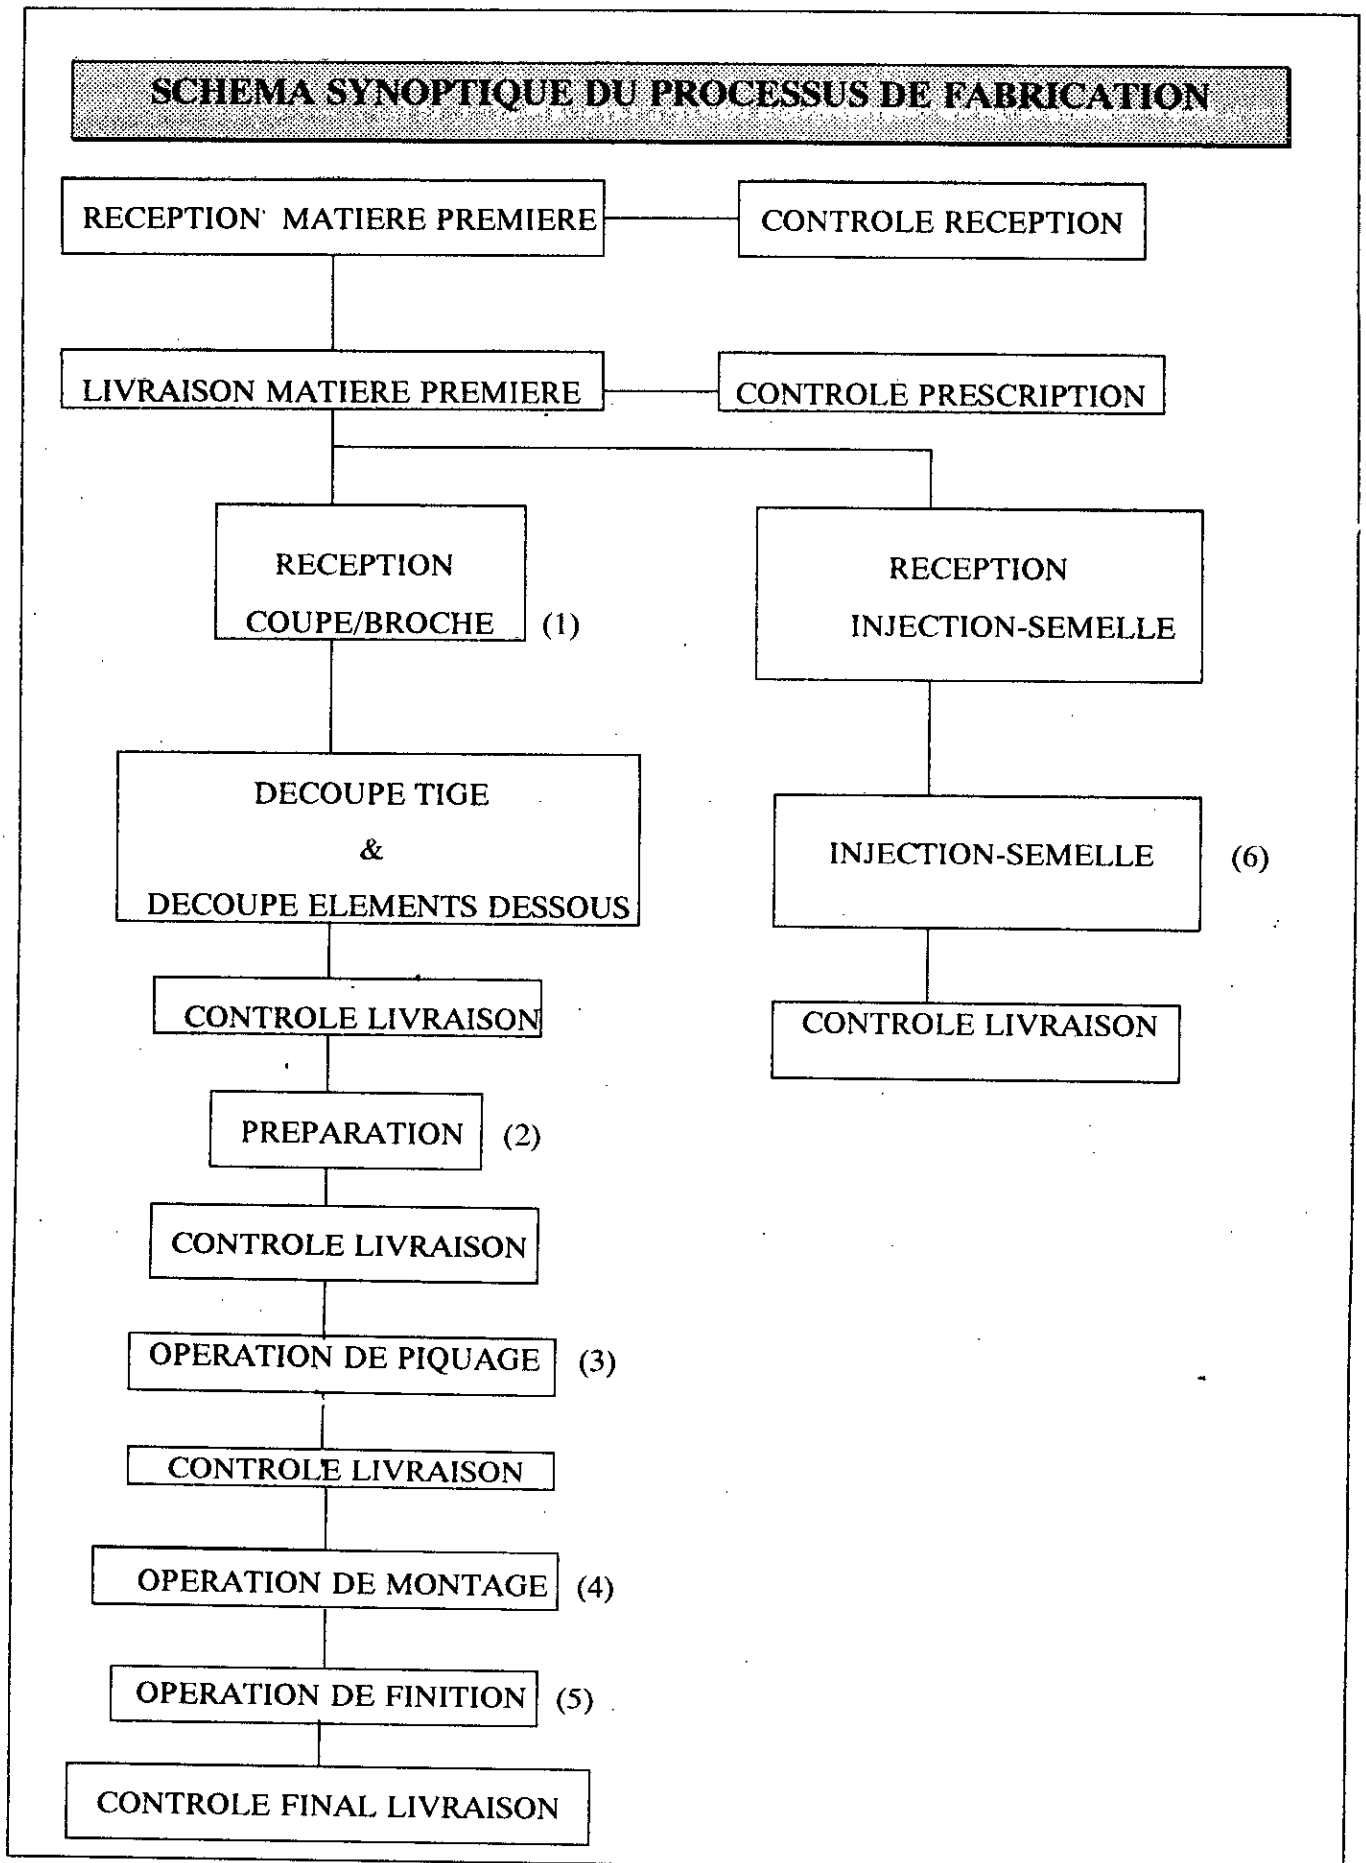 SCHEMA SYNOPTIQUE DU PROCESSUS DE FABRICATION
RECEPTION MATIERE PREMIERE
CONTROLE RECEPTION
LIVRAISON MATIERE PREMIERE
CONTROLE PRESCRIPTION
RECEPTION
COUPE/BROCHE (1)
RECEPTION
INJECTION-SEMELLE
DECOUPE TIGE
&
DECOUPE ELEMENTS DESSOUS
INJECTION-SEMELLE (6)
CONTROLE LIVRAISON
CONTROLE LIVRAISON
PREPARATION (2)
CONTROLE LIVRAISON
OPERATION DE PIQUAGE (3)
CONTROLE LIVRAISON
OPERATION DE MONTAGE (4)
OPERATION DE FINITION (5)
CONTROLE FINAL LIVRAISON